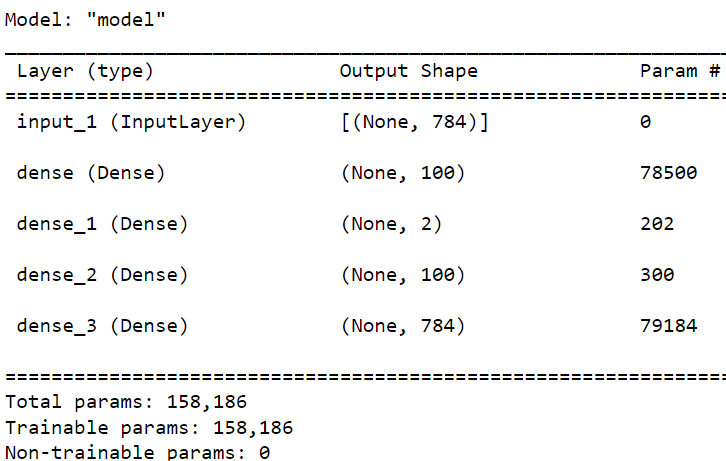 Model: "model"
Layer (type) Output Shape Param #
input_1 (InputLayer) [(None, 784)] 0
dense (Dense) (None, 100) 78500
dense_1 (Dense) (None, 2) 202
dense_2 (Dense) (None, 100) 300
dense_3 (Dense) (None, 784) 79184
Total params: 158,186
Trainable params: 158,186
Non-trainable params: 0